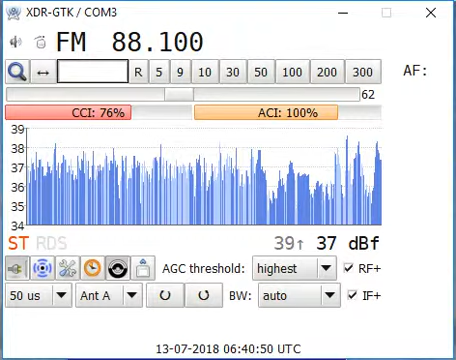 XDR-GTK / COM3
FM 88.100
R 5 9 10 30 50 100 200 300 AF:
62
CCI: 76% ACI: 100%
39
38
37
36
35
34
ST RDS 39↑ 37 dBf
AGC threshold: highest RF+
50 us Ant A BW: auto IF+
13-07-2018 06:40:50 UTC